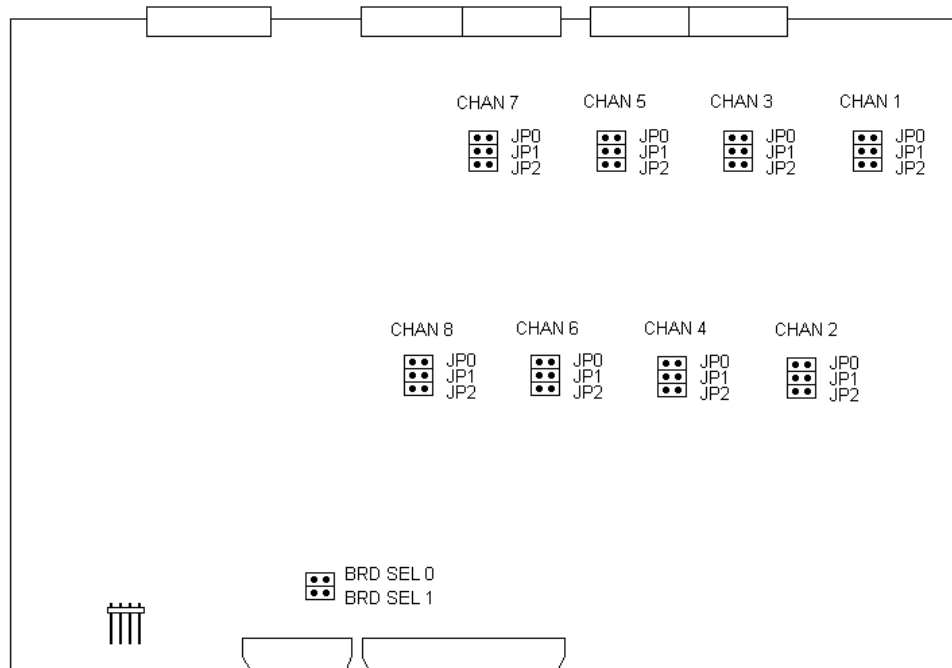 CHAN 7 CHAN 5 CHAN 3 CHAN 1
JP0 JP0 JP0 JP0
JP1 JP1 JP1 JP1
JP2 JP2 JP2 JP2
CHAN 8 CHAN 6 CHAN 4 CHAN 2
JP0 JP0 JP0 JP0
JP1 JP1 JP1 JP1
JP2 JP2 JP2 JP2
BRD SEL 0
BRD SEL 1